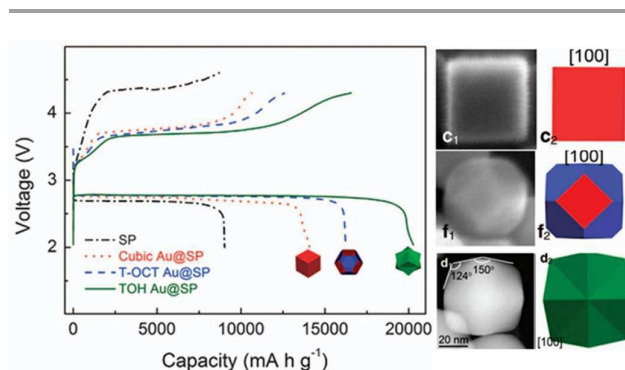 Voltage (V)
4
3
2
SP
Cubic Au@SP
T-OCT Au@SP
TOH Au@SP
0
5000
10000
15000
20000
Capacity (mA h g⁻¹)
c₁
[100]
c₂
f₁
[100]
f₂
d₁
124°
150°
20 nm
d₂
[100]